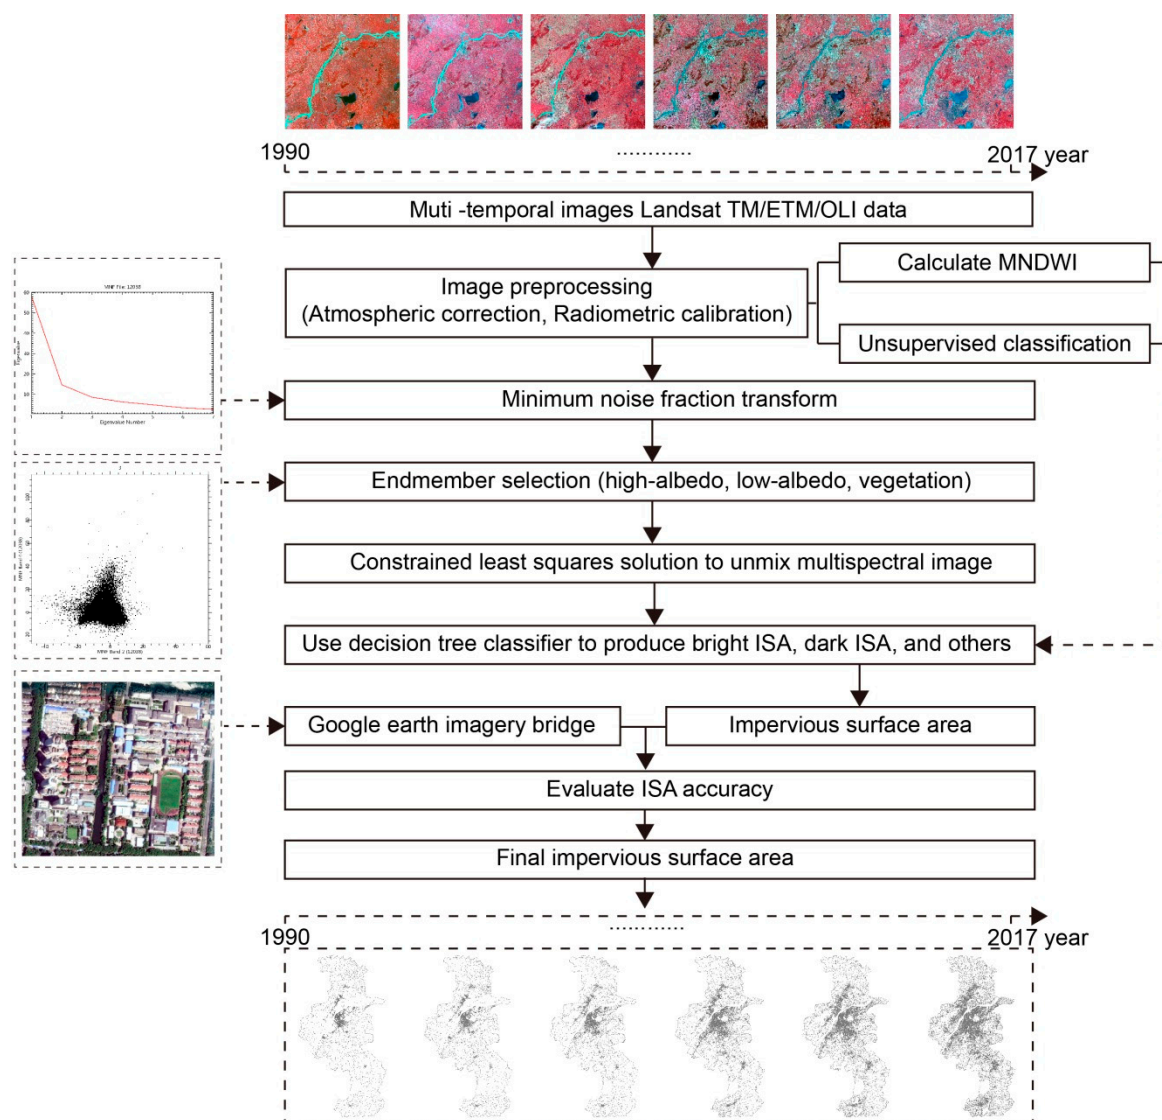 1990
............
2017 year
Muti -temporal images Landsat TM/ETM/OLI data
Calculate MNDWI
Image preprocessing
(Atmospheric correction, Radiometric calibration)
Unsupervised classification
Eigenvalue Number
Minimum noise fraction transform
Endmember selection (high-albedo, low-albedo, vegetation)
Constrained least squares solution to unmix multispectral image
Use decision tree classifier to produce bright ISA, dark ISA, and others
Google earth imagery bridge
Impervious surface area
Evaluate ISA accuracy
Final impervious surface area
1990
............
2017 year